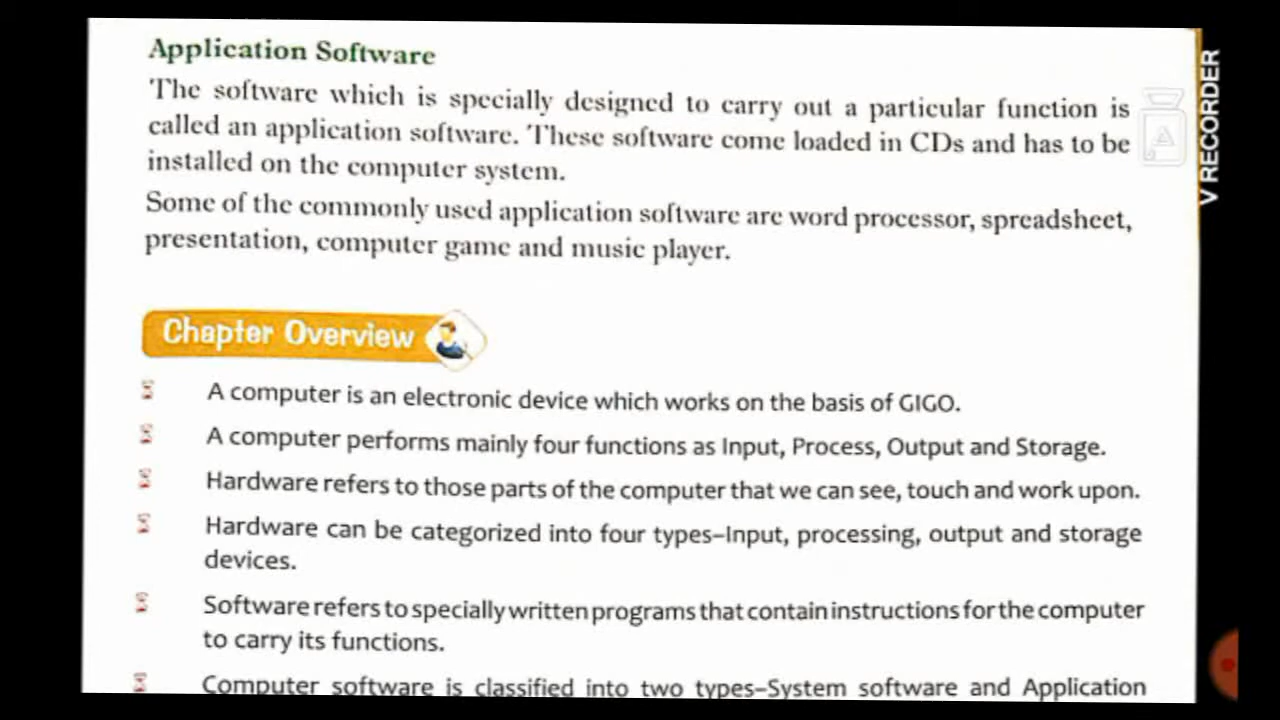 Application Software
The software which is specially designed to carry out a particular function is
called an application software. These software come loaded in CDs and has to be
installed on the computer system.
Some of the commonly used application software are word processor, spreadsheet,
presentation, computer game and music player.
Chapter Overview
A computer is an electronic device which works on the basis of GIGO.
A computer performs mainly four functions as Input, Process, Output and Storage.
Hardware refers to those parts of the computer that we can see, touch and work upon.
Hardware can be categorized into four types–Input, processing, output and storage
devices.
Software refers to specially written programs that contain instructions for the computer
to carry its functions.
Computer software is classified into two types–System software and Application
V RECORDER